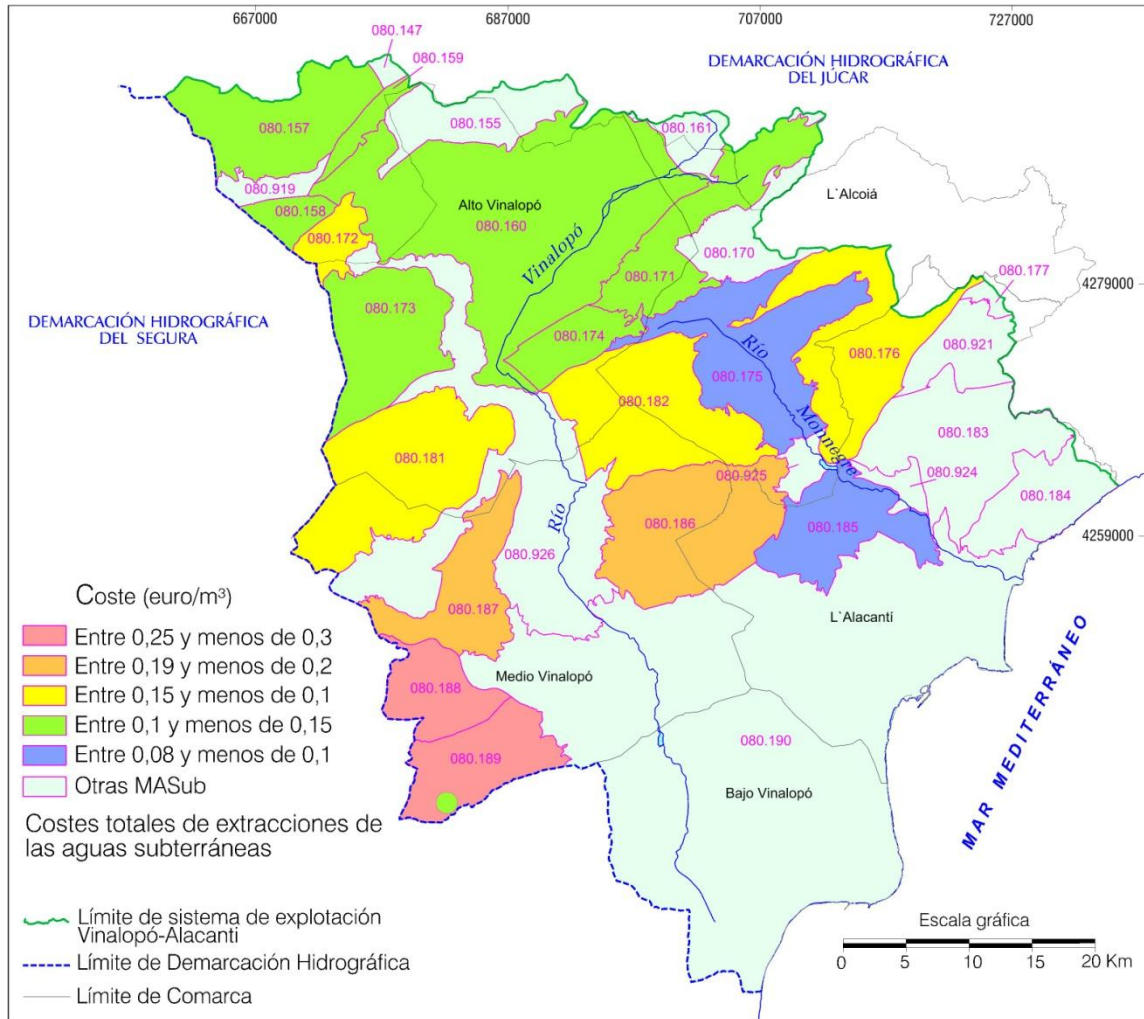 667000
687000
707000
727000
080.147
080.159
DEMARCACIÓN HIDROGRÁFICA
DEL JÚCAR
080.157
080.155
080.161
080.919
Alto Vinalopó
080.160
L`Alcoiá
080.158
080.172
Vinalopó
080.170
080.171
080.177
4279000
080.173
DEMARCACIÓN HIDROGRÁFICA
DEL SEGURA
080.174
Río
080.176
080.921
080.175
080.182
Monnegre
080.183
080.181
080.925
080.924
080.184
080.186
Río
080.185
4259000
080.926
080.187
L`Alacantí
Medio Vinalopó
080.188
080.190
080.189
Bajo Vinalopó
MAR MEDITERRÁNEO
Coste (euro/m³)
Entre 0,25 y menos de 0,3
Entre 0,19 y menos de 0,2
Entre 0,15 y menos de 0,1
Entre 0,1 y menos de 0,15
Entre 0,08 y menos de 0,1
Otras MASub
Costes totales de extracciones de
las aguas subterráneas
Límite de sistema de explotación
Vinalopó-Alacanti
Límite de Demarcación Hidrográfica
Límite de Comarca
Escala gráfica
0 5 10 15 20 Km